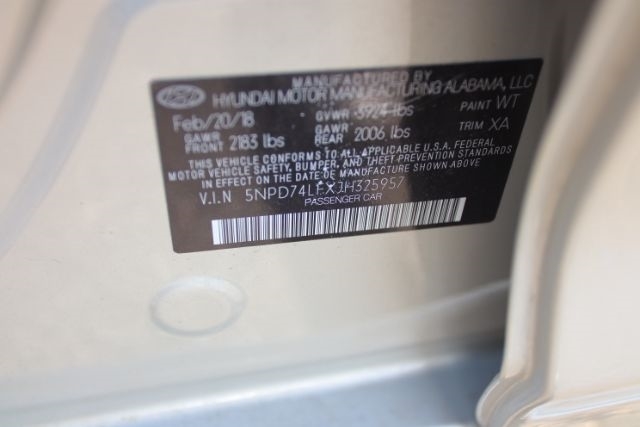 MANUFACTURED BY
HYUNDAI MOTOR MANUFACTURING ALABAMA, LLC
Feb/20/18 GVWR 3924 lbs PAINT WT
GAWR FRONT 2183 lbs GAWR REAR 2006 lbs TRIM XA
THIS VEHICLE CONFORMS TO ALL APPLICABLE U.S.A. FEDERAL
MOTOR VEHICLE SAFETY, BUMPER, AND THEFT PREVENTION STANDARDS
IN EFFECT ON THE DATE OF MANUFACTURE SHOWN ABOVE
V.I.N
PASSENGER CAR